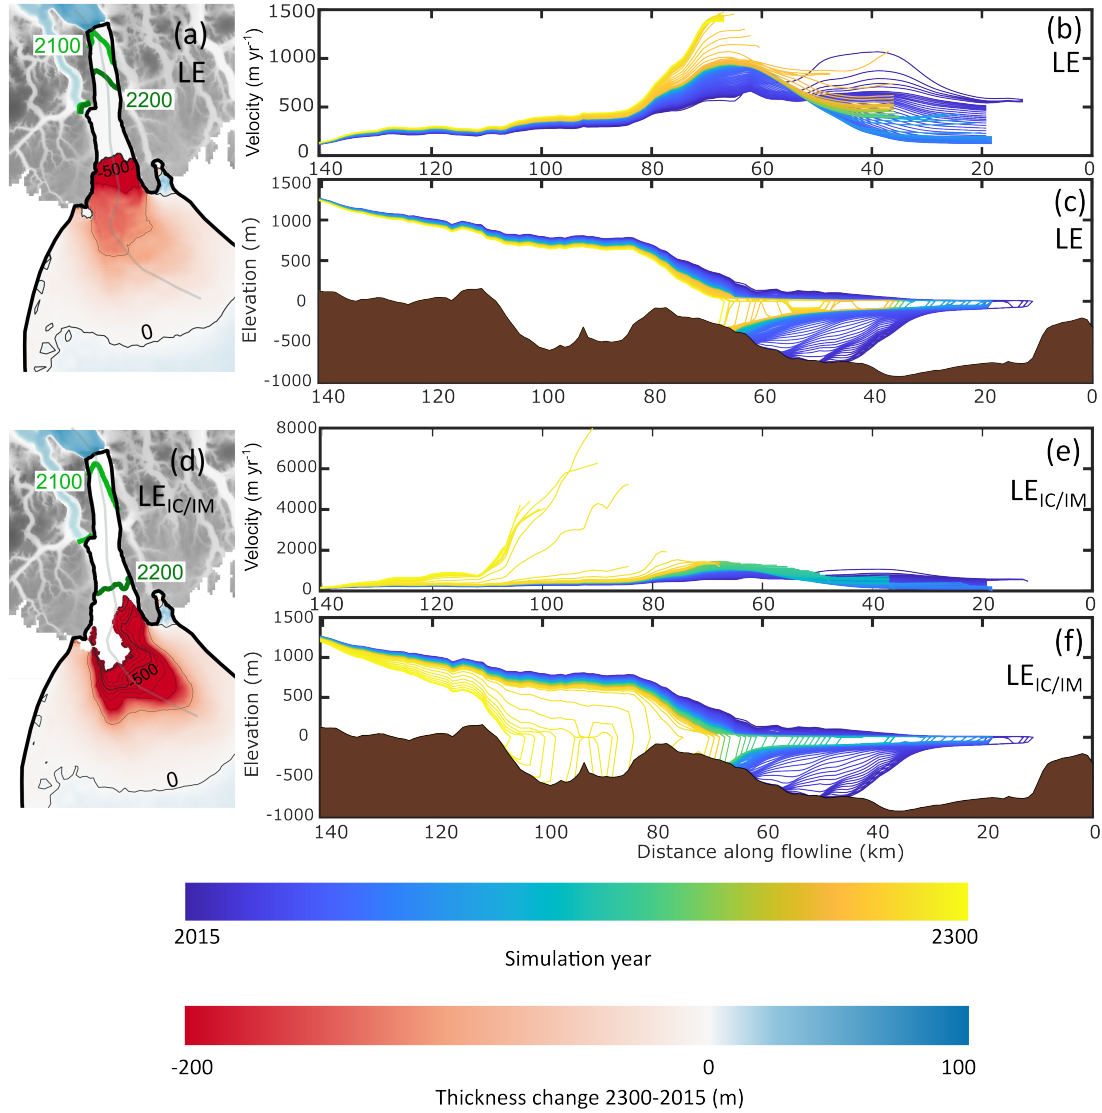 (a)
LE
2100
2200
-500
0
1500
1000
500
0
Velocity (m yr-1)
(b)
LE
140 120 100 80 60 40 20 0
1500
1000
500
0
-500
-1000
Elevation (m)
(c)
LE
140 120 100 80 60 40 20 0
(d)
LEIC/IM
2100
2200
-500
0
8000
6000
4000
2000
0
Velocity (m yr-1)
(e)
LEIC/IM
140 120 100 80 60 40 20 0
1500
1000
500
0
-500
-1000
Elevation (m)
(f)
LEIC/IM
140 120 100 80 60 40 20 0
Distance along flowline (km)
2015 2300
Simulation year
-200 0 100
Thickness change 2300-2015 (m)